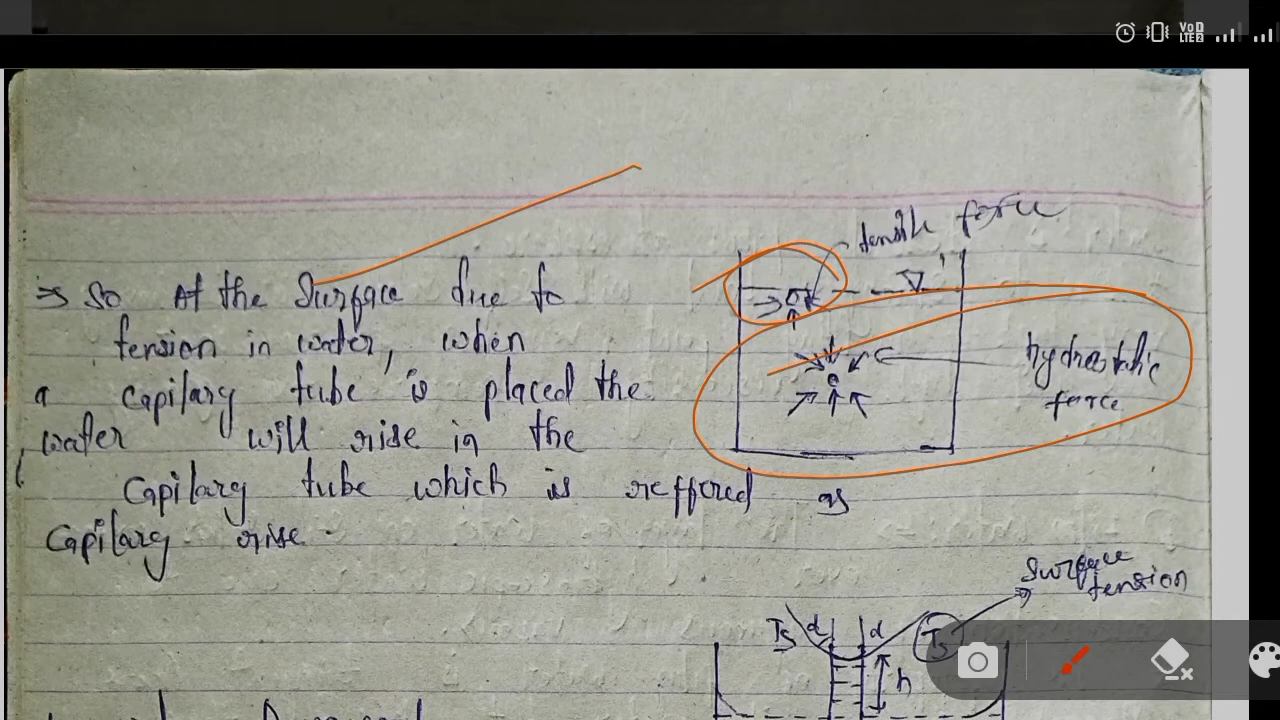 VoD
LTE2
tensile force
⇒ So At the Surface due to
tension in water, when
a capilary tube is placed the
water will rise in the
capilary tube which is reffered as
capilary rise.
hydrostatic
force
Surface
tension
Ts α α Ts
h